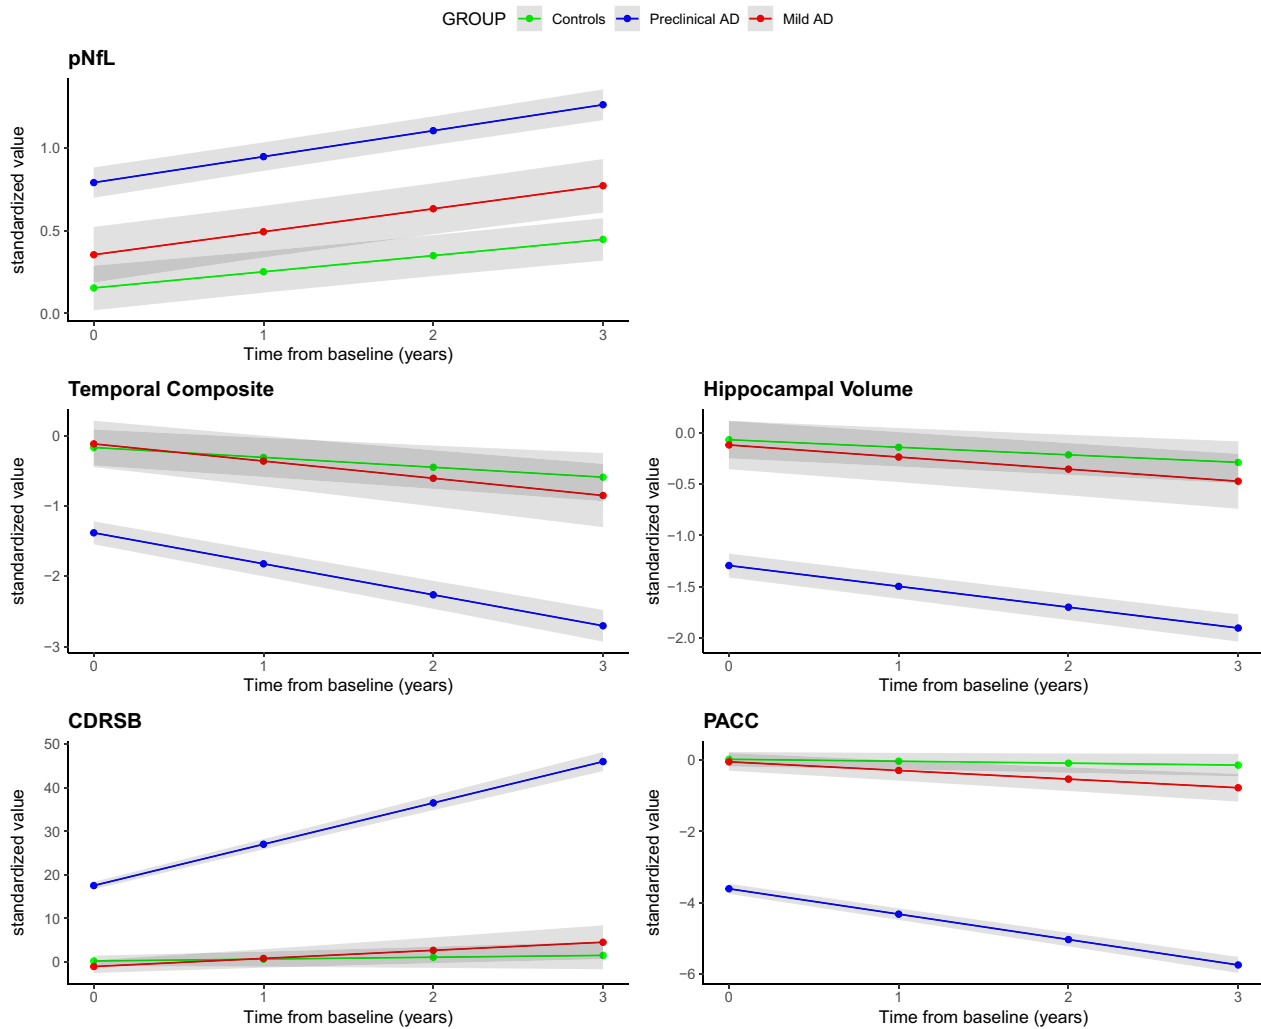 GROUP Controls Preclinical AD Mild AD
pNfL
standardized value
1.0
0.5
0.0
0 1 2 3
Time from baseline (years)
Temporal Composite
standardized value
0
−1
−2
−3
0 1 2 3
Time from baseline (years)
Hippocampal Volume
standardized value
0.0
−0.5
−1.0
−1.5
−2.0
0 1 2 3
Time from baseline (years)
CDRSB
standardized value
50
40
30
20
10
0
0 1 2 3
Time from baseline (years)
PACC
standardized value
0
−2
−4
−6
0 1 2 3
Time from baseline (years)